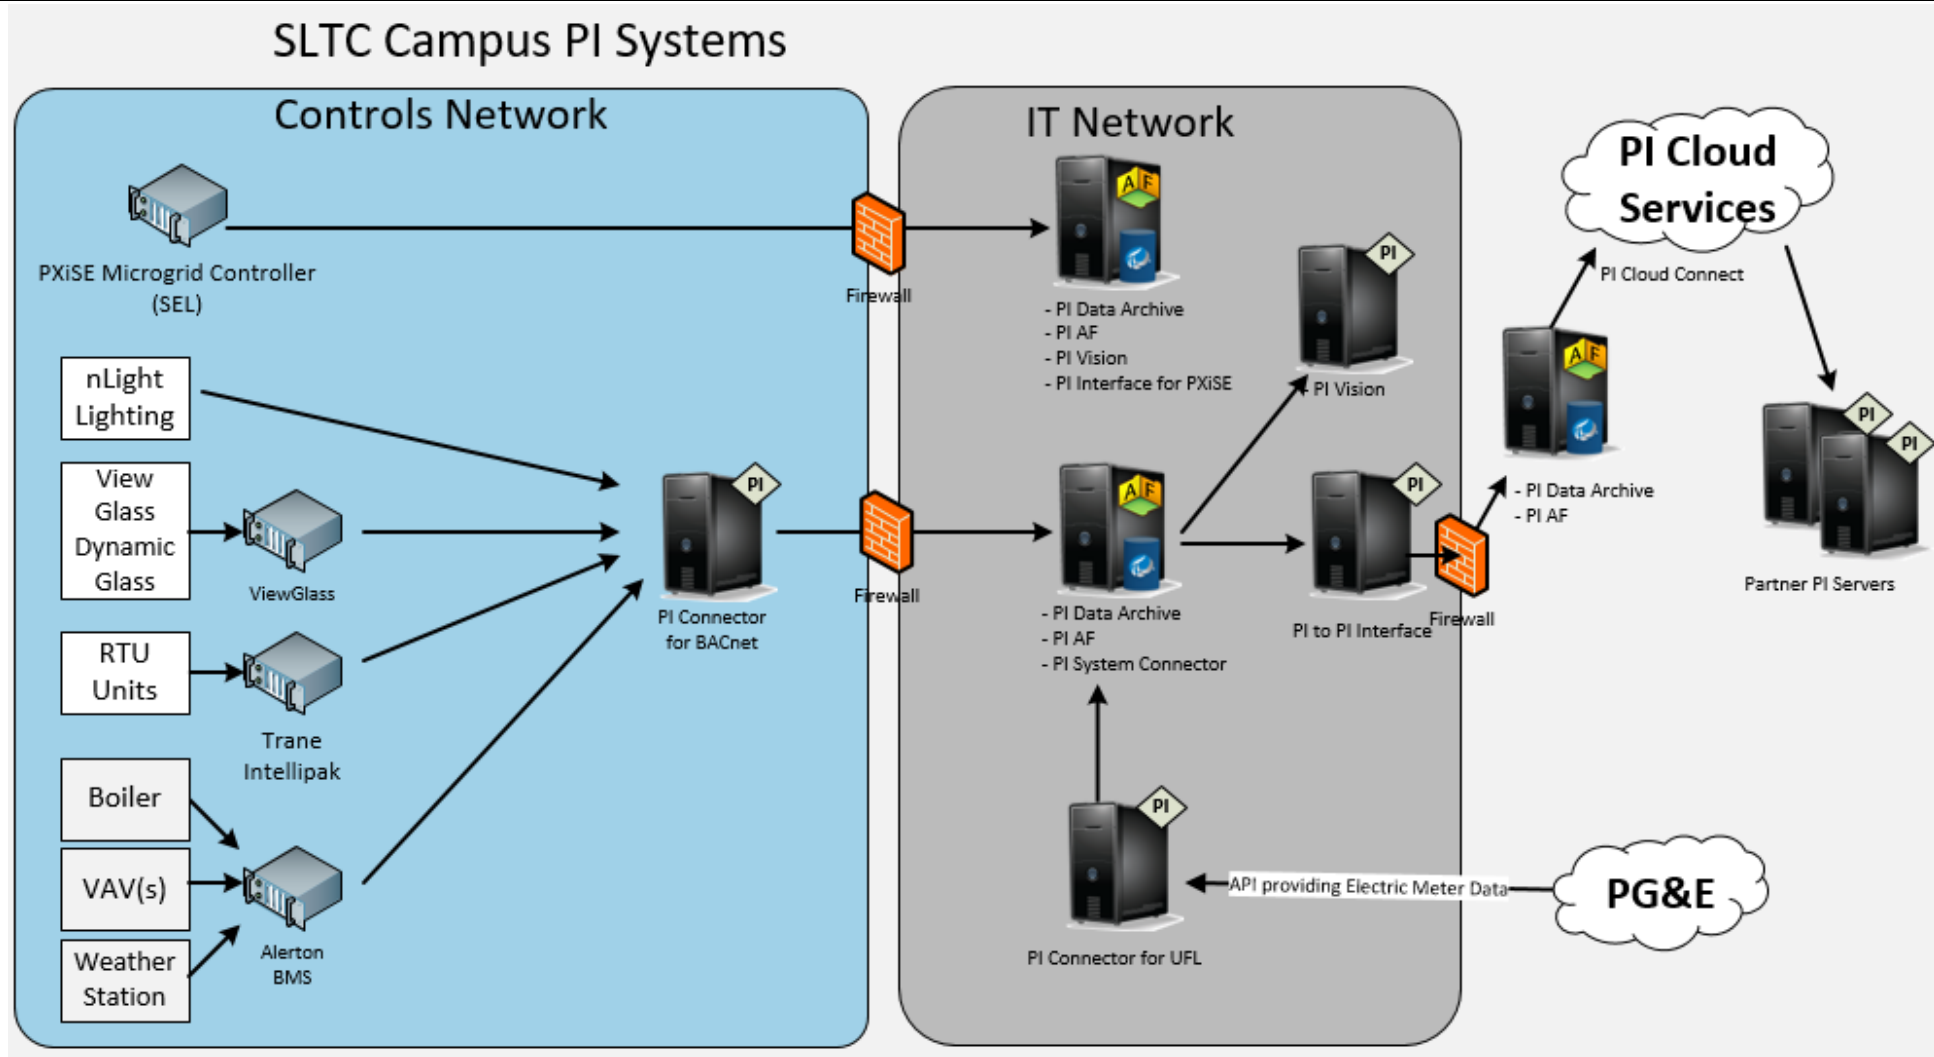 SLTC Campus PI Systems
Controls Network
PXiSE Microgrid Controller
(SEL)
nLight
Lighting
View
Glass
Dynamic
Glass
ViewGlass
RTU
Units
Trane
Intellipak
Boiler
VAV(s)
Weather
Station
Alerton
BMS
PI
PI Connector
for BACnet
Firewall
Firewall
IT Network
A F
- PI Data Archive
- PI AF
- PI Vision
- PI Interface for PXiSE
PI
- PI Vision
A F
- PI Data Archive
- PI AF
- PI System Connector
PI
PI to PI Interface
Firewall
PI
PI Connector for UFL
API providing Electric Meter Data
PG&E
A F
- PI Data Archive
- PI AF
PI Cloud
Services
PI Cloud Connect
PI
PI
Partner PI Servers